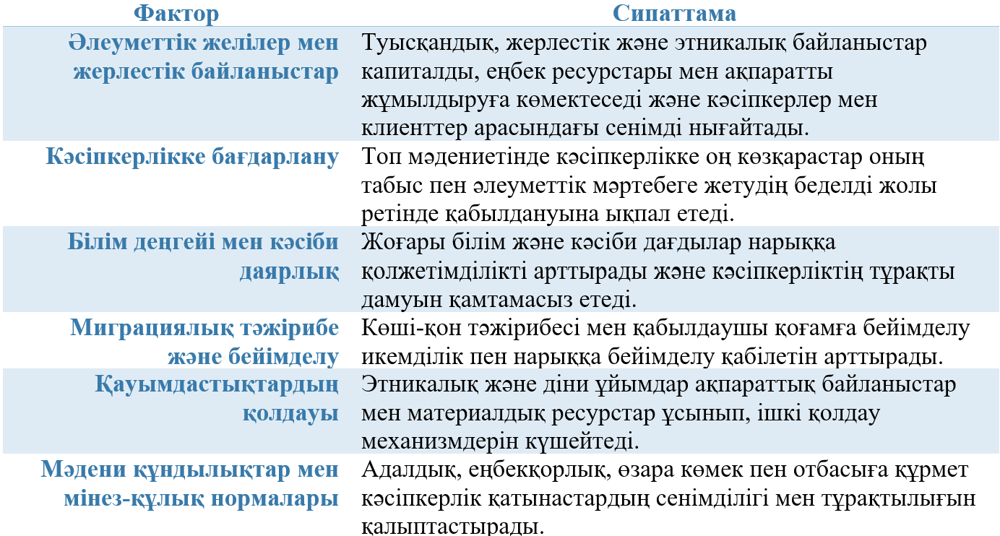 Фактор Сипаттама
Әлеуметтік желілер мен
жерлестік байланыстар
Туысқандық, жерлестік және этникалық байланыстар
капиталды, еңбек ресурстары мен ақпаратты
жұмылдыруға көмектеседі және кәсіпкерлер мен
клиенттер арасындағы сенімді нығайтады.
Кәсіпкерлікке бағдарлану
Топ мәдениетінде кәсіпкерлікке оң көзқарастар оның
табыс пен әлеуметтік мәртебеге жетудің беделді жолы
ретінде қабылдануына ықпал етеді.
Білім деңгейі мен кәсіби
даярлық
Жоғары білім және кәсіби дағдылар нарыққа
қолжетімділікті арттырады және кәсіпкерліктің тұрақты
дамуын қамтамасыз етеді.
Миграциялық тәжірибе
және бейімделу
Көші-қон тәжірибесі мен қабылдаушы қоғамға бейімделу
икемділік пен нарыққа бейімделу қабілетін арттырады.
Қауымдастықтардың
қолдауы
Этникалық және діни ұйымдар ақпараттық байланыстар
мен материалдық ресурстар ұсынып, ішкі қолдау
механизмдерін күшейтеді.
Мәдени құндылықтар мен
мінез-құлық нормалары
Адалдық, еңбекқорлық, өзара көмек пен отбасыға құрмет
кәсіпкерлік қатынастардың сенімділігі мен тұрақтылығын
қалыптастырады.